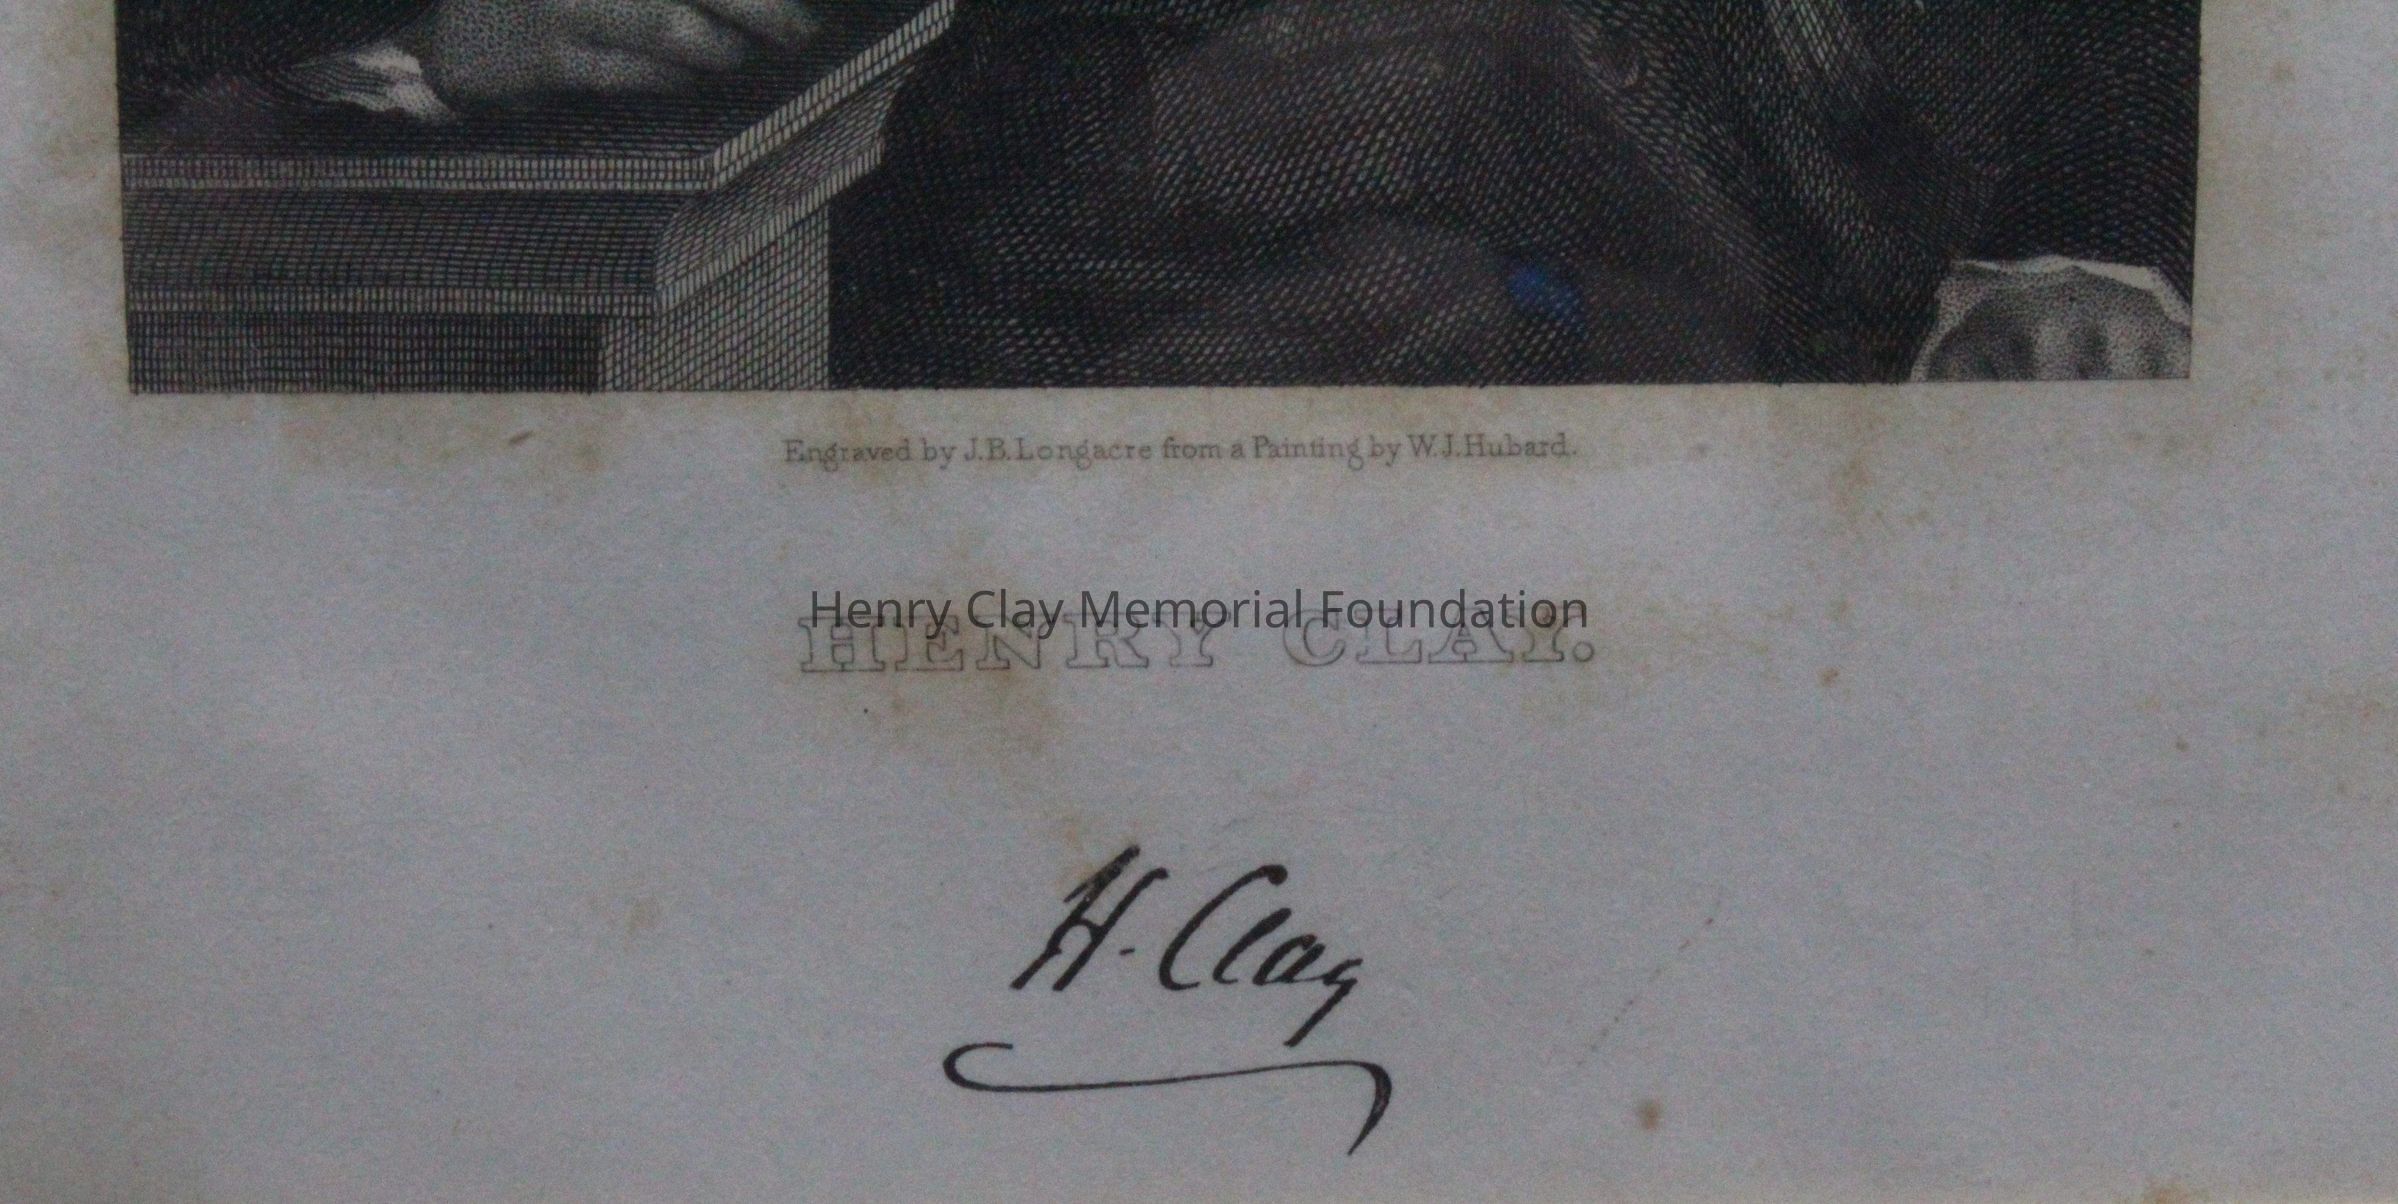 Engraved by J.B. Longacre from a Painting by W.J. Hubard.
Henry Clay Memorial Foundation
HENRY CLAY.
H. Clay